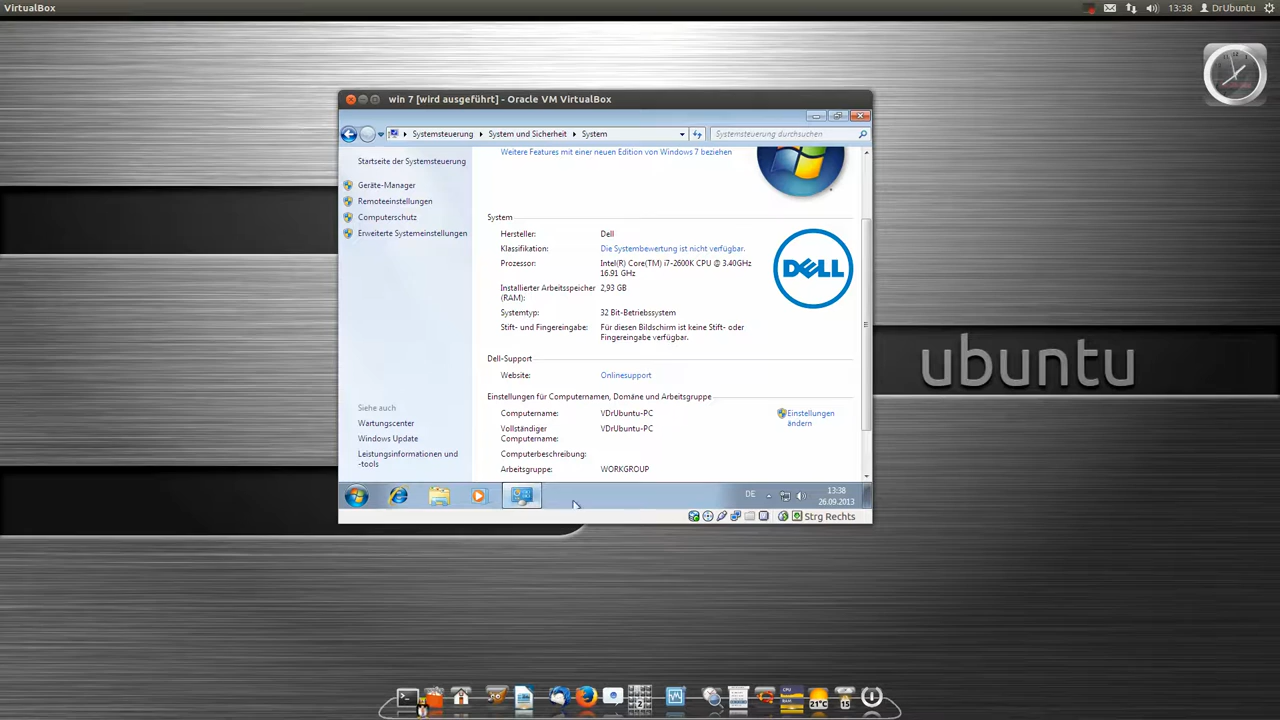 VirtualBox
13:38
DrUbuntu
win 7 [wird ausgeführt] - Oracle VM VirtualBox
Systemsteuerung
System und Sicherheit
System
Systemsteuerung durchsuchen
Startseite der Systemsteuerung
Geräte-Manager
Remoteeinstellungen
Computerschutz
Erweiterte Systemeinstellungen
Siehe auch
Wartungscenter
Windows Update
Leistungsinformationen und
-tools
Weitere Features mit einer neuen Edition von Windows 7 beziehen
System
Hersteller: Dell
Klassifikation: Die Systembewertung ist nicht verfügbar.
Prozessor: Intel(R) Core(TM) i7-2600K CPU @ 3.40GHz
16.91 GHz
Installierter Arbeitsspeicher 2,93 GB
(RAM):
Systemtyp: 32 Bit-Betriebssystem
Stift- und Fingereingabe: Für diesen Bildschirm ist keine Stift- oder
Fingereingabe verfügbar.
DELL
Dell-Support
Website: Onlinesupport
Einstellungen für Computernamen, Domäne und Arbeitsgruppe
Computername: VDrUbuntu-PC
Einstellungen
ändern
Vollständiger VDrUbuntu-PC
Computername:
Computerbeschreibung:
Arbeitsgruppe: WORKGROUP
DE
13:38
26.09.2013
Strg Rechts
ubuntu
2
CPU
RAM
21°C
15